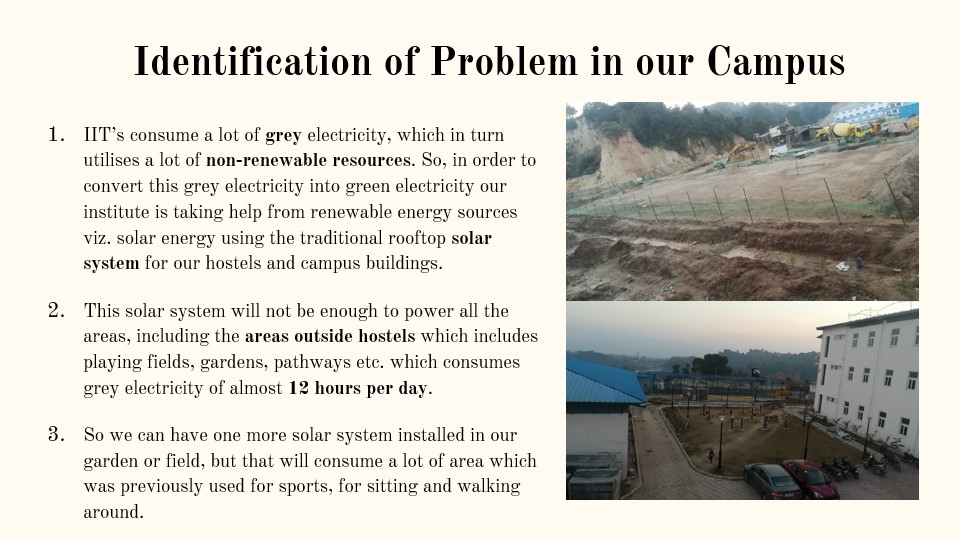 Identification of Problem in our Campus
1. IIT's consume a lot of grey electricity, which in turn
utilises a lot of non-renewable resources. So, in order to
convert this grey electricity into green electricity our
institute is taking help from renewable energy sources
viz. solar energy using the traditional rooftop solar
system for our hostels and campus buildings.
2. This solar system will not be enough to power all the
areas, including the areas outside hostels which includes
playing fields, gardens, pathways etc. which consumes
grey electricity of almost 12 hours per day.
3. So we can have one more solar system installed in our
garden or field, but that will consume a lot of area which
was previously used for sports, for sitting and walking
around.